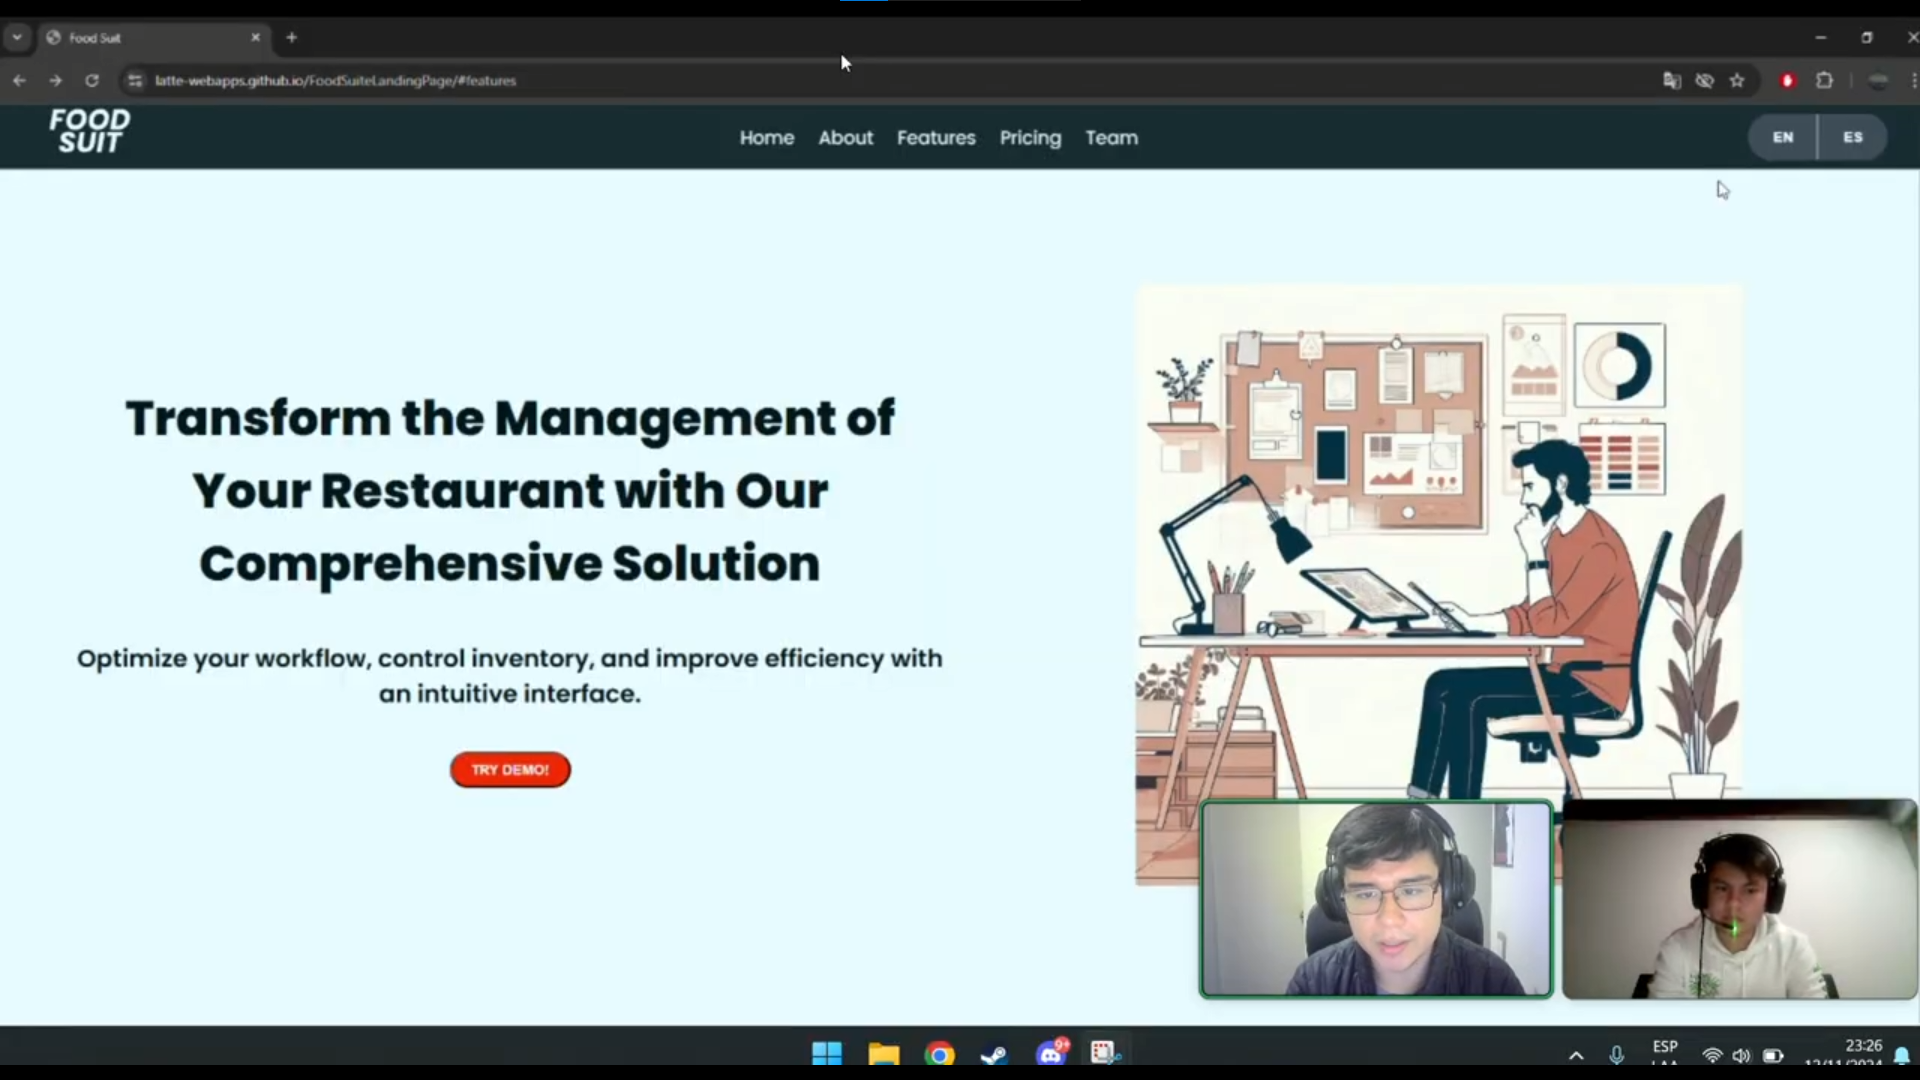 Food Suit
latte-webapps.github.io/FoodSuiteLandingPage/#features
FOOD
SUIT
Home
About
Features
Pricing
Team
EN
ES
Transform the Management of
Your Restaurant with Our
Comprehensive Solution
Optimize your workflow, control inventory, and improve efficiency with
an intuitive interface.
TRY DEMO!
9+
ESP
23:26